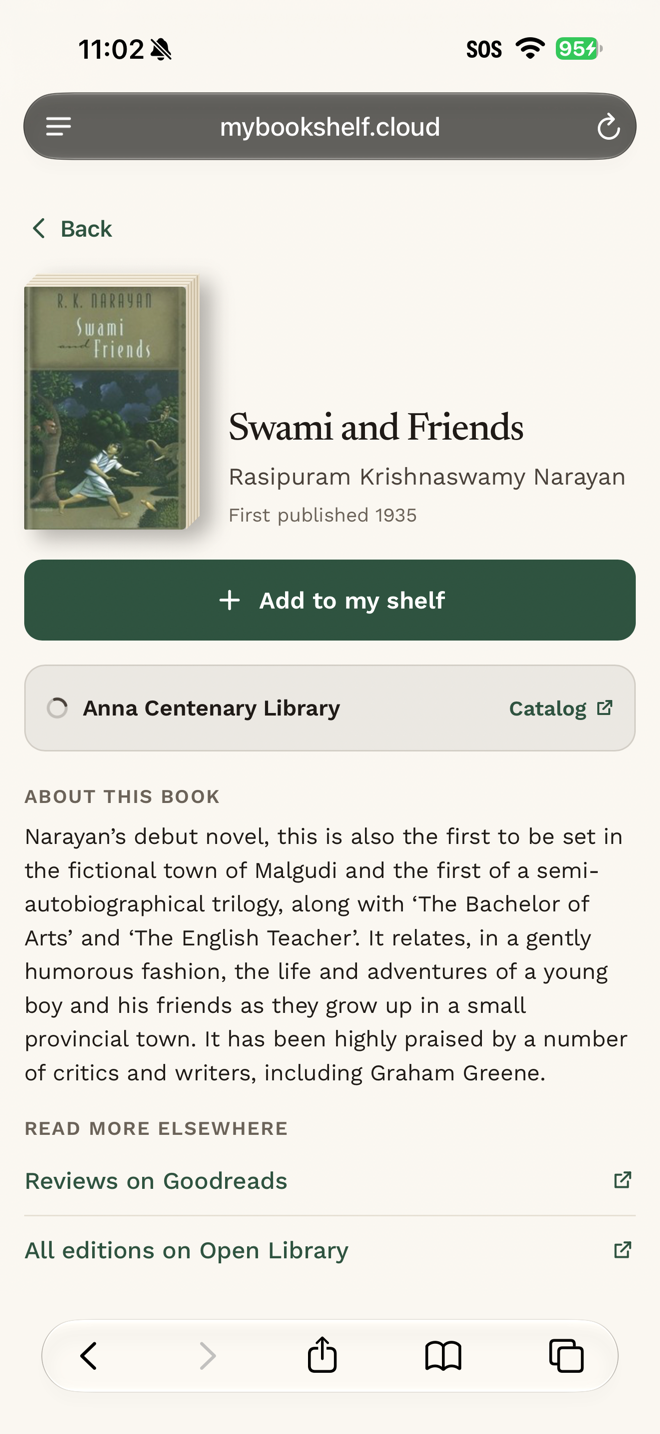 11:02
SOS
95
mybookshelf.cloud
Back
R. K. NARAYAN
Swami
and Friends
Swami and Friends
Rasipuram Krishnaswamy Narayan
First published 1935
+ Add to my shelf
Anna Centenary Library
Catalog
ABOUT THIS BOOK
Narayan’s debut novel, this is also the first to be set in
the fictional town of Malgudi and the first of a semi-
autobiographical trilogy, along with ‘The Bachelor of
Arts’ and ‘The English Teacher’. It relates, in a gently
humorous fashion, the life and adventures of a young
boy and his friends as they grow up in a small
provincial town. It has been highly praised by a number
of critics and writers, including Graham Greene.
READ MORE ELSEWHERE
Reviews on Goodreads
All editions on Open Library